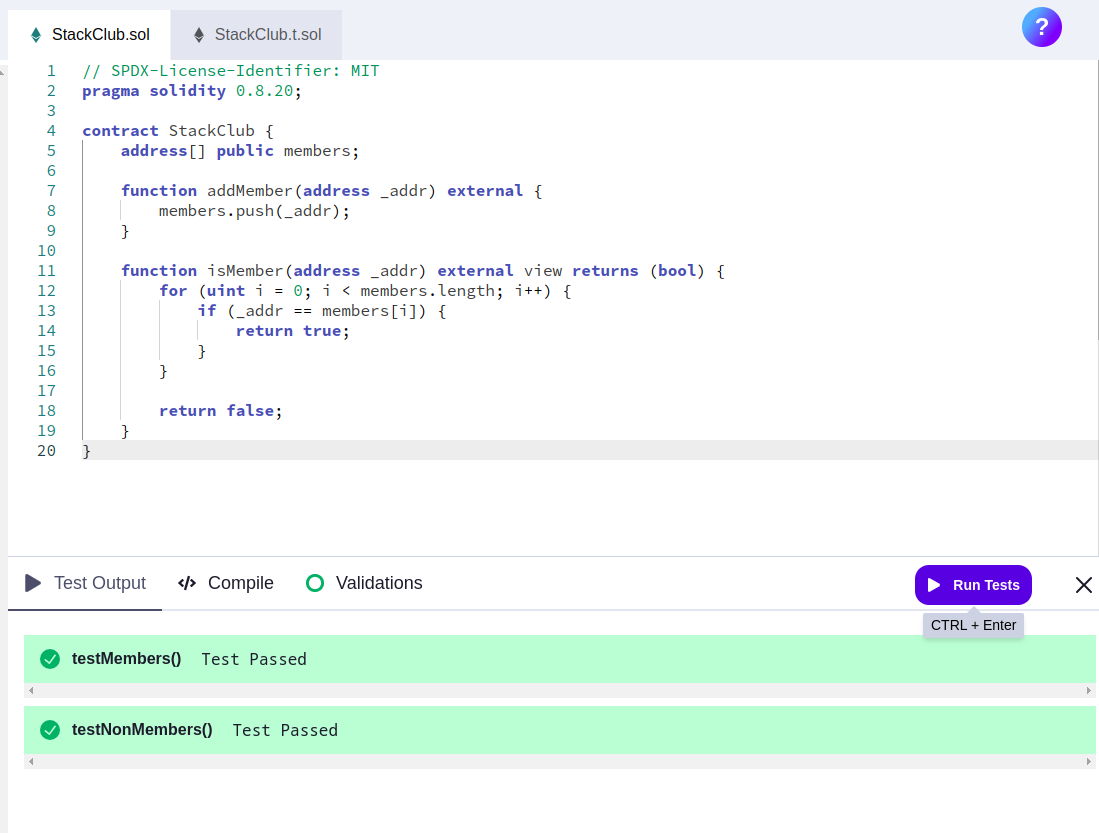 StackClub.sol StackClub.t.sol ?
1 // SPDX-License-Identifier: MIT
2 pragma solidity 0.8.20;
3
4 contract StackClub {
5     address[] public members;
6
7     function addMember(address _addr) external {
8         members.push(_addr);
9     }
10
11     function isMember(address _addr) external view returns (bool) {
12         for (uint i = 0; i < members.length; i++) {
13             if (_addr == members[i]) {
14                 return true;
15             }
16         }
17
18         return false;
19     }
20 }
Test Output Compile Validations Run Tests
CTRL + Enter
testMembers() Test Passed
testNonMembers() Test Passed